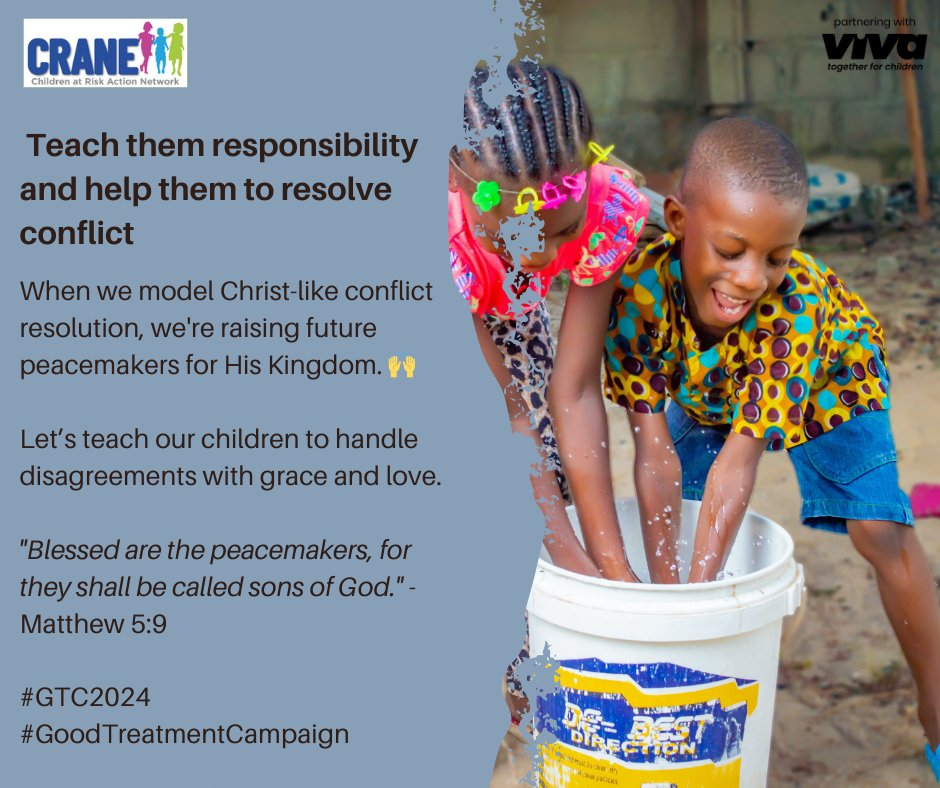 CRANE
Children at Risk Action Network
partnering with
viva
together for children
Teach them responsibility
and help them to resolve
conflict
When we model Christ-like conflict
resolution, we're raising future
peacemakers for His Kingdom. 🙌
Let’s teach our children to handle
disagreements with grace and love.
"Blessed are the peacemakers, for
they shall be called sons of God." -
Matthew 5:9
#GTC2024
#GoodTreatmentCampaign
DE- BEST
DIRECTION